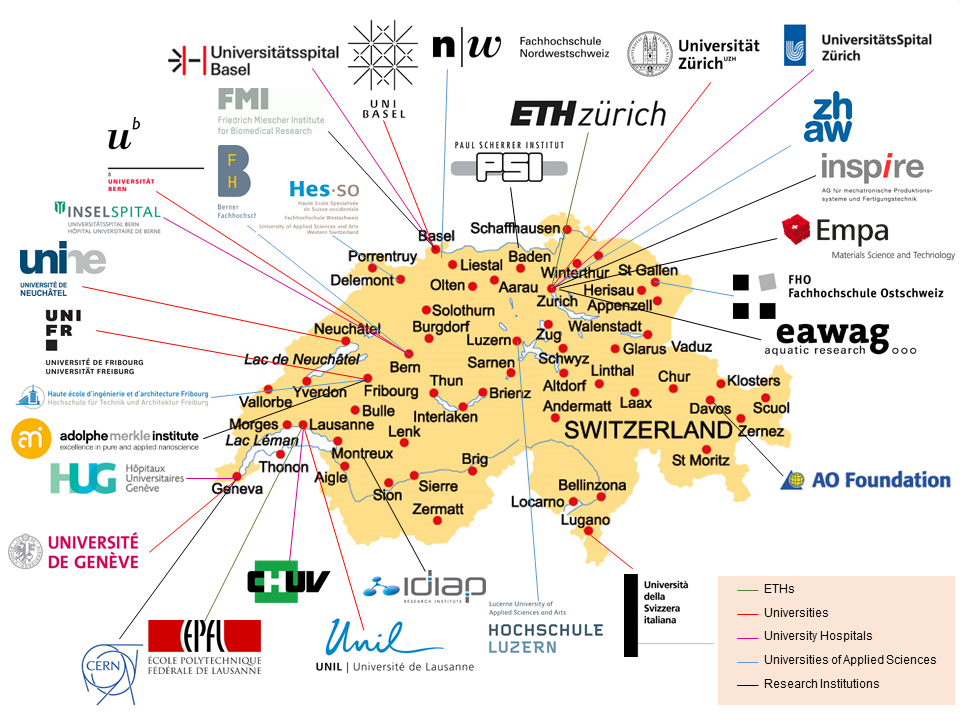 Universitätsspital
Basel
UNI
BASEL
n|w
Fachhochschule
Nordwestschweiz
Universität
Zürich UZH
UniversitätsSpital
Zürich
FMI
Friedrich Miescher Institute
for Biomedical Research
ETH zürich
zh
aw
PAUL SCHERRER INSTITUT
PSI
u b
b
UNIVERSITÄT
BERN
B
F
H
Berner
Fachhochsch
Hes·so
Haute Ecole Spécialisée
de Suisse occidentale
Fachhochschule Westschweiz
University of Applied Sciences and Arts
Western Switzerland
inspire
AG für mechatronische Produktions-
systeme und Fertigungstechnik
INSELSPITAL
UNIVERSITÄTSSPITAL BERN
HÔPITAL UNIVERSITAIRE DE BERNE
Empa
Materials Science and Technology
unine
UNIVERSITÉ DE
NEUCHÂTEL
FHO
Fachhochschule Ostschweiz
UNI
FR
UNIVERSITÉ DE FRIBOURG
UNIVERSITÄT FREIBURG
eawag
aquatic research
Haute école d'ingénierie et d'architecture Fribourg
Hochschule für Technik und Architektur Freiburg
adolphe merkle institute
excellence in pure and applied nanoscience
HUG
Hôpitaux
Universitaires
Genève
AO Foundation
UNIVERSITÉ
DE GENÈVE
Schaffhausen
Basel
Porrentruy
Liestal
Baden
Delemont
Olten
Aarau
Winterthur
St Gallen
Zurich
Herisau
Appenzell
Solothurn
Neuchâtel
Burgdorf
Luzern
Zug
Walenstadt
Lac de Neuchâtel
Bern
Sarnen
Schwyz
Glarus
Vaduz
Vallorbe
Yverdon
Fribourg
Thun
Brienz
Altdorf
Linthal
Chur
Klosters
Bulle
Interlaken
Andermatt
Laax
Davos
Scuol
Morges
Lausanne
Lenk
SWITZERLAND
Zernez
Lac Léman
Montreux
Thonon
Aigle
Brig
St Moritz
Geneva
Sion
Sierre
Bellinzona
Zermatt
Locarno
Lugano
CHUV
idiap
RESEARCH INSTITUTE
Lucerne University of
Applied Sciences and Arts
HOCHSCHULE
LUZERN
Università
della
Svizzera
italiana
CERN
EPFL
ÉCOLE POLYTECHNIQUE
FÉDÉRALE DE LAUSANNE
Unil
UNIL | Université de Lausanne
ETHs
Universities
University Hospitals
Universities of Applied Sciences
Research Institutions